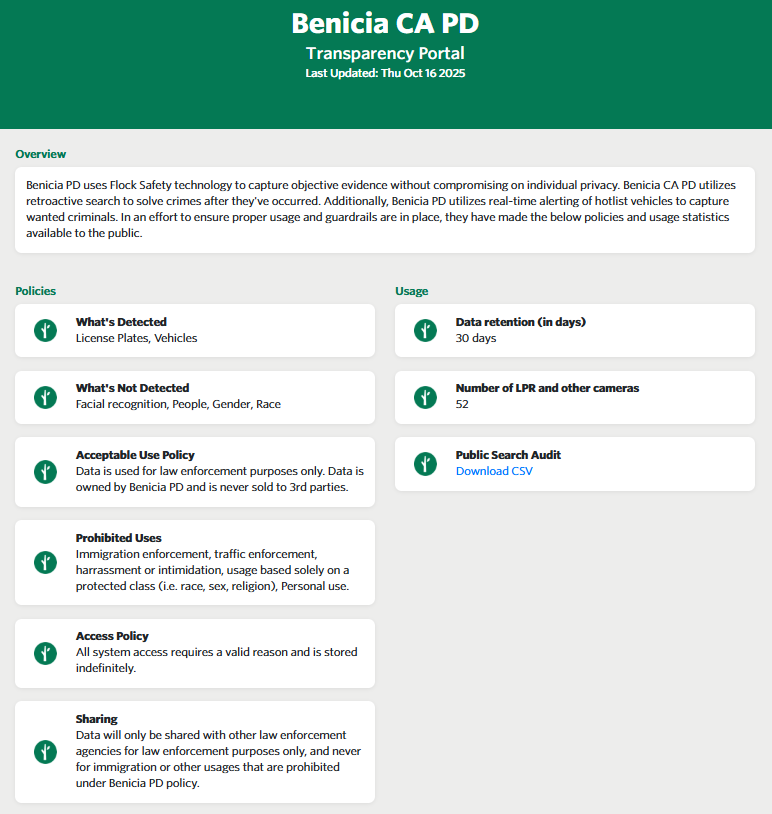 Benicia CA PD
Transparency Portal
Last Updated: Thu Oct 16 2025
Overview
Benicia PD uses Flock Safety technology to capture objective evidence without compromising on individual privacy. Benicia CA PD utilizes
retroactive search to solve crimes after they've occurred. Additionally, Benicia PD utilizes real-time alerting of hotlist vehicles to capture
wanted criminals. In an effort to ensure proper usage and guardrails are in place, they have made the below policies and usage statistics
available to the public.
Policies
What's Detected
License Plates, Vehicles
What's Not Detected
Facial recognition, People, Gender, Race
Acceptable Use Policy
Data is used for law enforcement purposes only. Data is
owned by Benicia PD and is never sold to 3rd parties.
Prohibited Uses
Immigration enforcement, traffic enforcement,
harrassment or intimidation, usage based solely on a
protected class (i.e. race, sex, religion), Personal use.
Access Policy
All system access requires a valid reason and is stored
indefinitely.
Sharing
Data will only be shared with other law enforcement
agencies for law enforcement purposes only, and never
for immigration or other usages that are prohibited
under Benicia PD policy.
Usage
Data retention (in days)
30 days
Number of LPR and other cameras
52
Public Search Audit
Download CSV